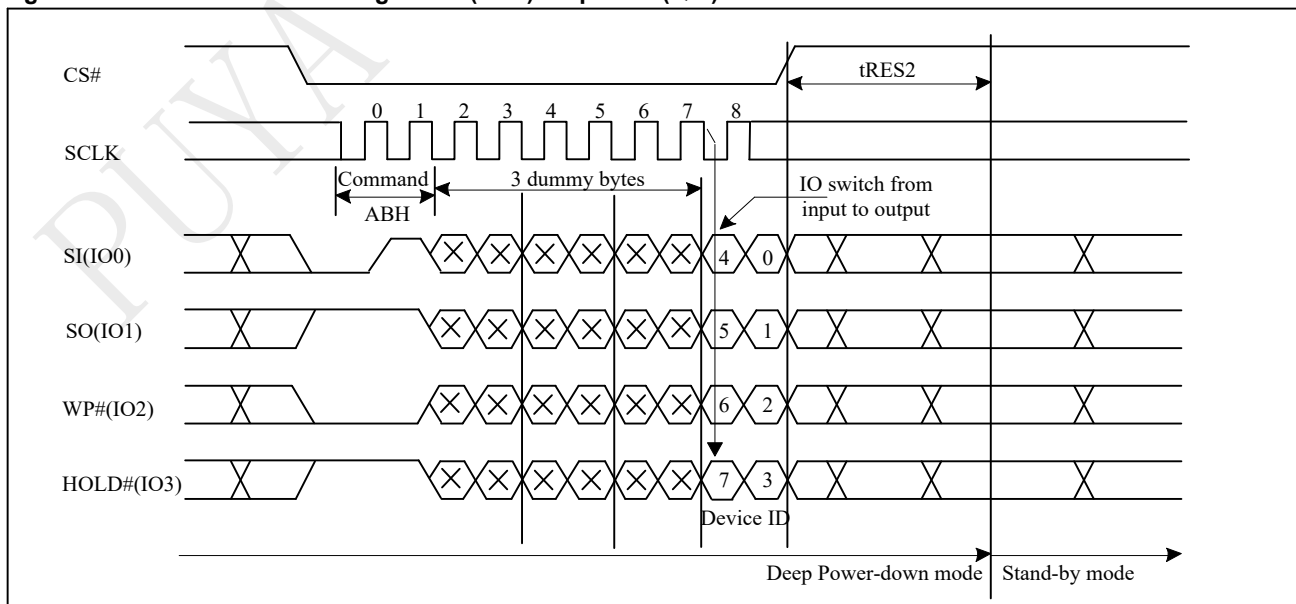 PUYA
CS#
tRES2
0 1 2 3 4 5 6 7 8
SCLK
Command
3 dummy bytes
IO switch from
input to output
ABH
SI(IO0)
4 0
SO(IO1)
5 1
WP#(IO2)
6 2
HOLD#(IO3)
7 3
Device ID
Deep Power-down mode
Stand-by mode